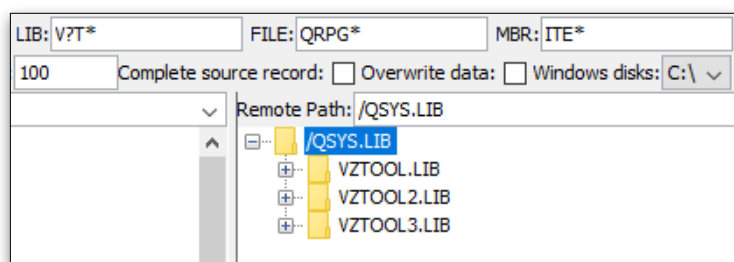 LIB: V?T* FILE: QRPG* MBR: ITE*
100 Complete source record: Overwrite data: Windows disks: C:\
Remote Path: /QSYS.LIB
/QSYS.LIB
VZTOOL.LIB
VZTOOL2.LIB
VZTOOL3.LIB